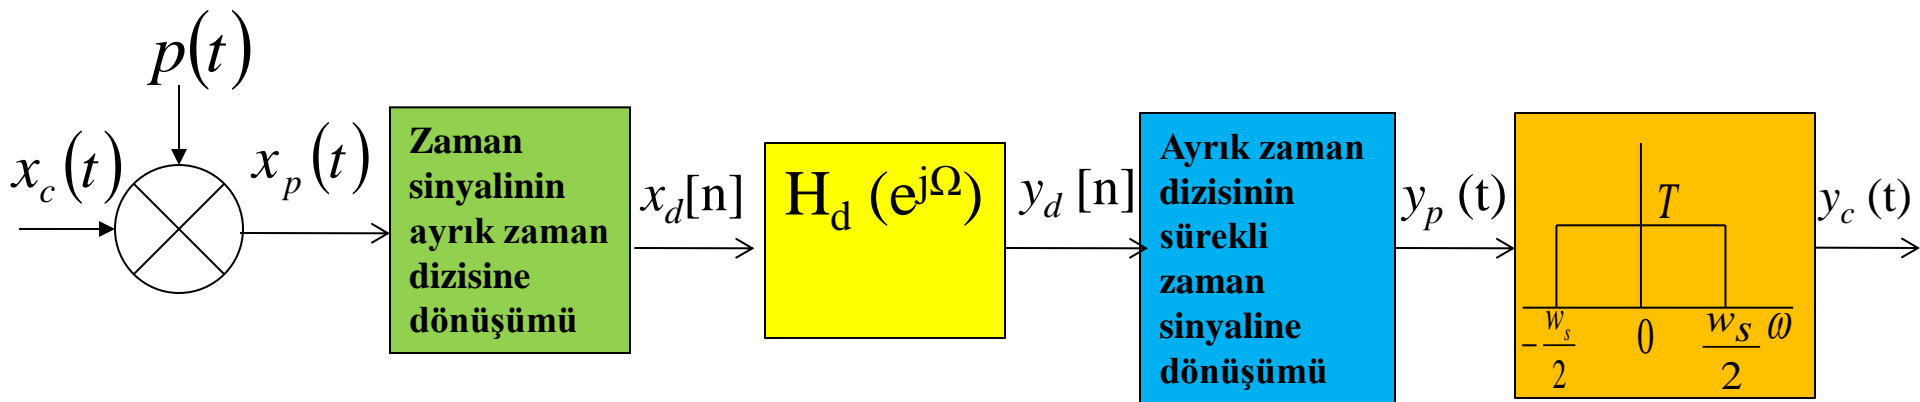 p(t)
x_c(t)
x_p(t)
Zaman
sinyalinin
ayrık zaman
dizisine
dönüşümü
x_d[n]
H_d (e^{jΩ})
y_d [n]
Ayrık zaman
dizisinin
sürekli
zaman
sinyaline
dönüşümü
y_p (t)
T
-w_s/2
0
w_s/2
ω
y_c (t)